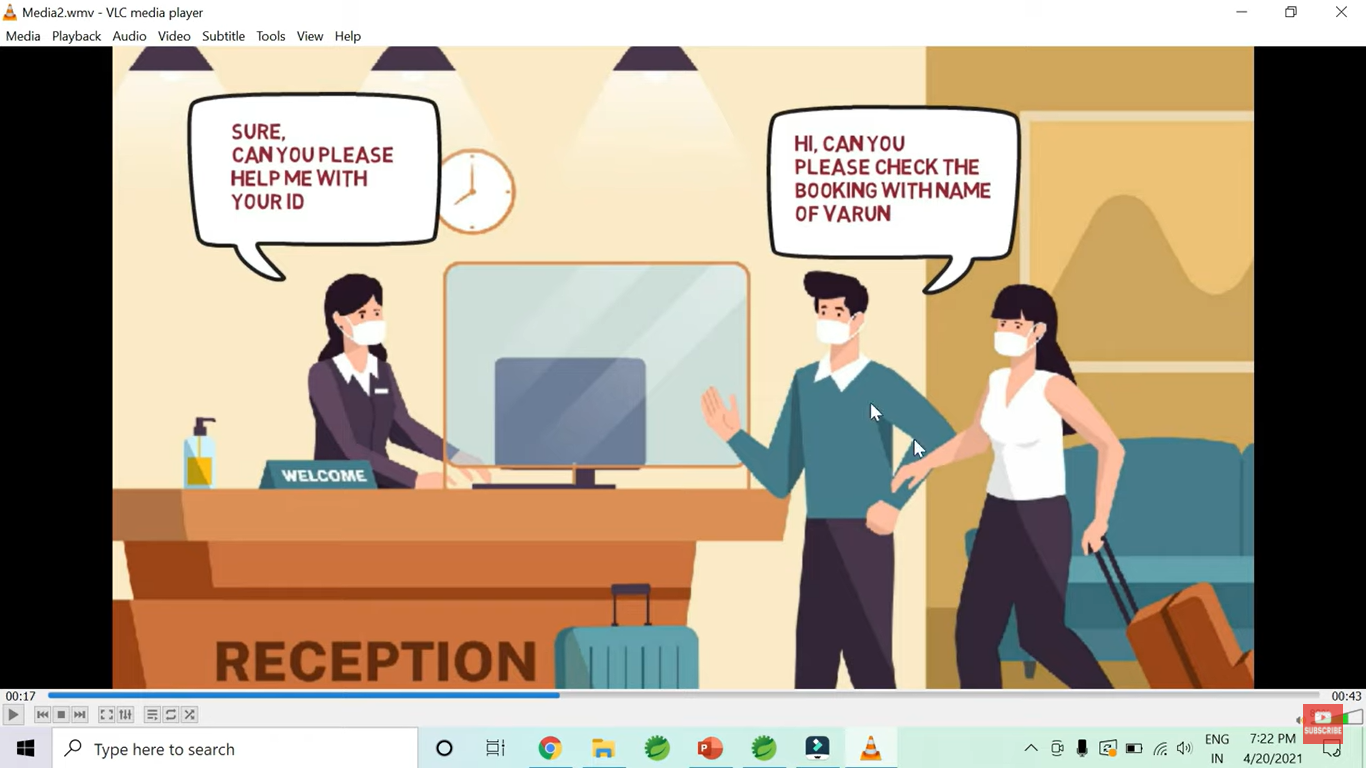 Media2.wmv - VLC media player
Media Playback Audio Video Subtitle Tools View Help
SURE,
CAN YOU PLEASE
HELP ME WITH
YOUR ID
HI, CAN YOU
PLEASE CHECK THE
BOOKING WITH NAME
OF VARUN
WELCOME
RECEPTION
00:17
00:43
SUBSCRIBE
Type here to search
ENG
IN
7:22 PM
4/20/2021